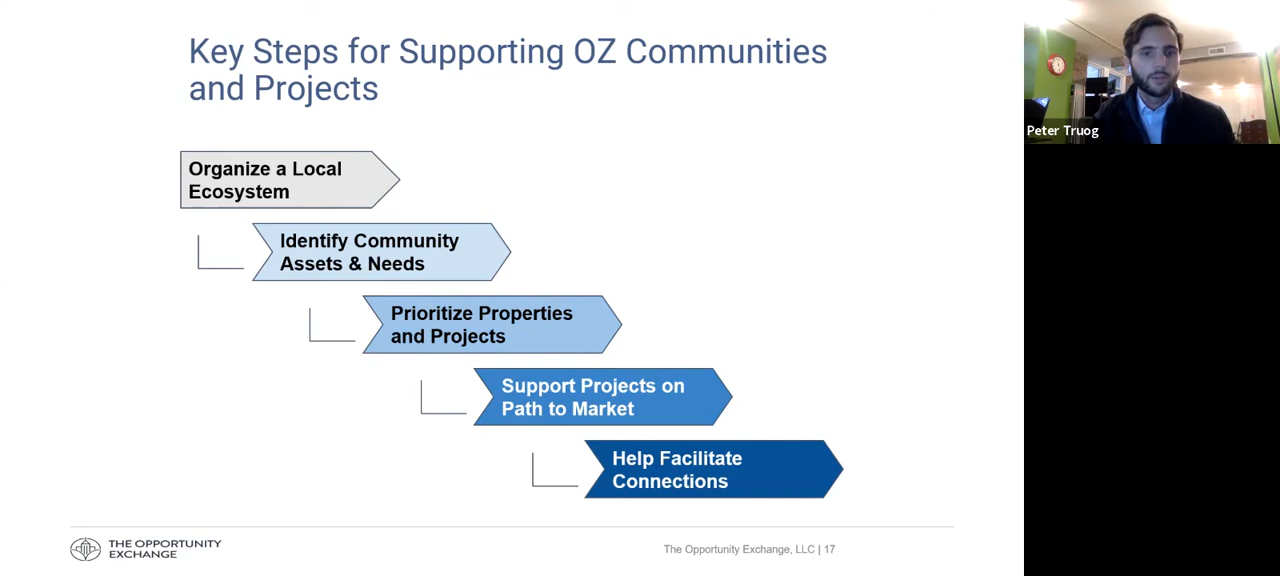 Key Steps for Supporting OZ Communities
and Projects
Organize a Local
Ecosystem
Identify Community
Assets & Needs
Prioritize Properties
and Projects
Support Projects on
Path to Market
Help Facilitate
Connections
THE OPPORTUNITY
EXCHANGE
The Opportunity Exchange, LLC | 17
Peter Truog